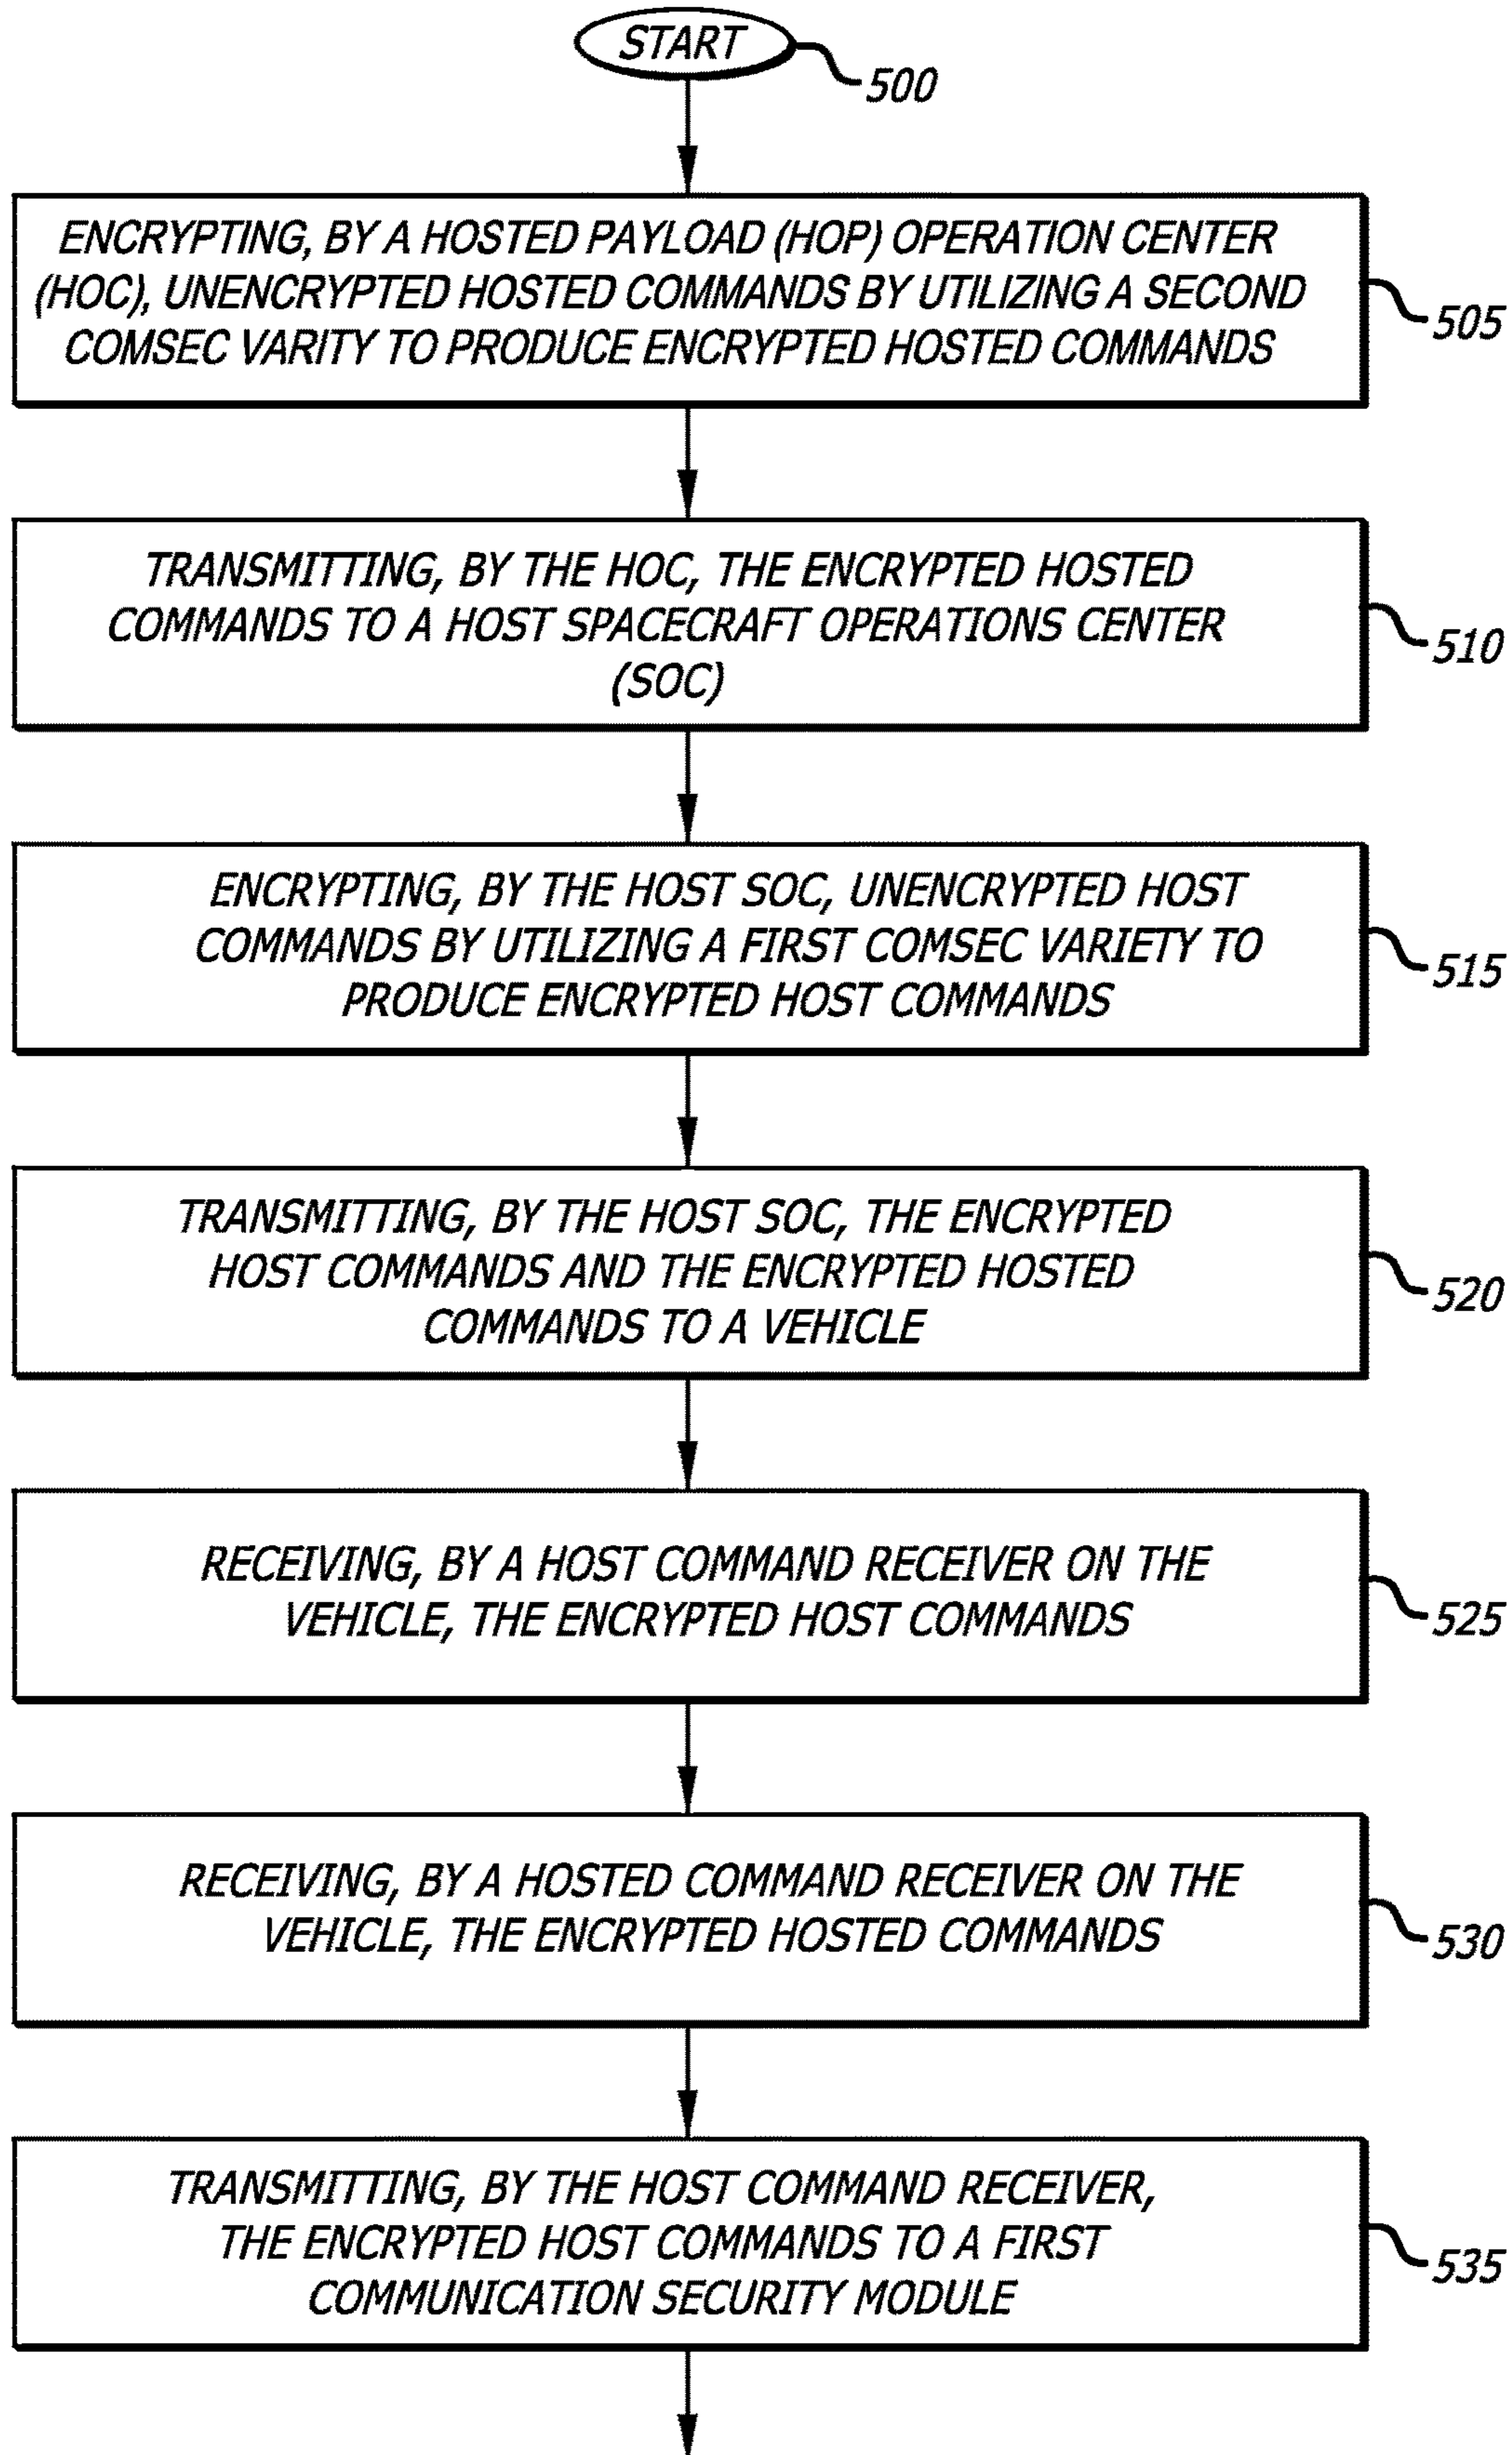 START
500
ENCRYPTING, BY A HOSTED PAYLOAD (HOP) OPERATION CENTER
(HOC), UNENCRYPTED HOSTED COMMANDS BY UTILIZING A SECOND
COMSEC VARITY TO PRODUCE ENCRYPTED HOSTED COMMANDS
505
TRANSMITTING, BY THE HOC, THE ENCRYPTED HOSTED
COMMANDS TO A HOST SPACECRAFT OPERATIONS CENTER
(SOC)
510
ENCRYPTING, BY THE HOST SOC, UNENCRYPTED HOST
COMMANDS BY UTILIZING A FIRST COMSEC VARIETY TO
PRODUCE ENCRYPTED HOST COMMANDS
515
TRANSMITTING, BY THE HOST SOC, THE ENCRYPTED
HOST COMMANDS AND THE ENCRYPTED HOSTED
COMMANDS TO A VEHICLE
520
RECEIVING, BY A HOST COMMAND RECEIVER ON THE
VEHICLE, THE ENCRYPTED HOST COMMANDS
525
RECEIVING, BY A HOSTED COMMAND RECEIVER ON THE
VEHICLE, THE ENCRYPTED HOSTED COMMANDS
530
TRANSMITTING, BY THE HOST COMMAND RECEIVER,
THE ENCRYPTED HOST COMMANDS TO A FIRST
COMMUNICATION SECURITY MODULE
535